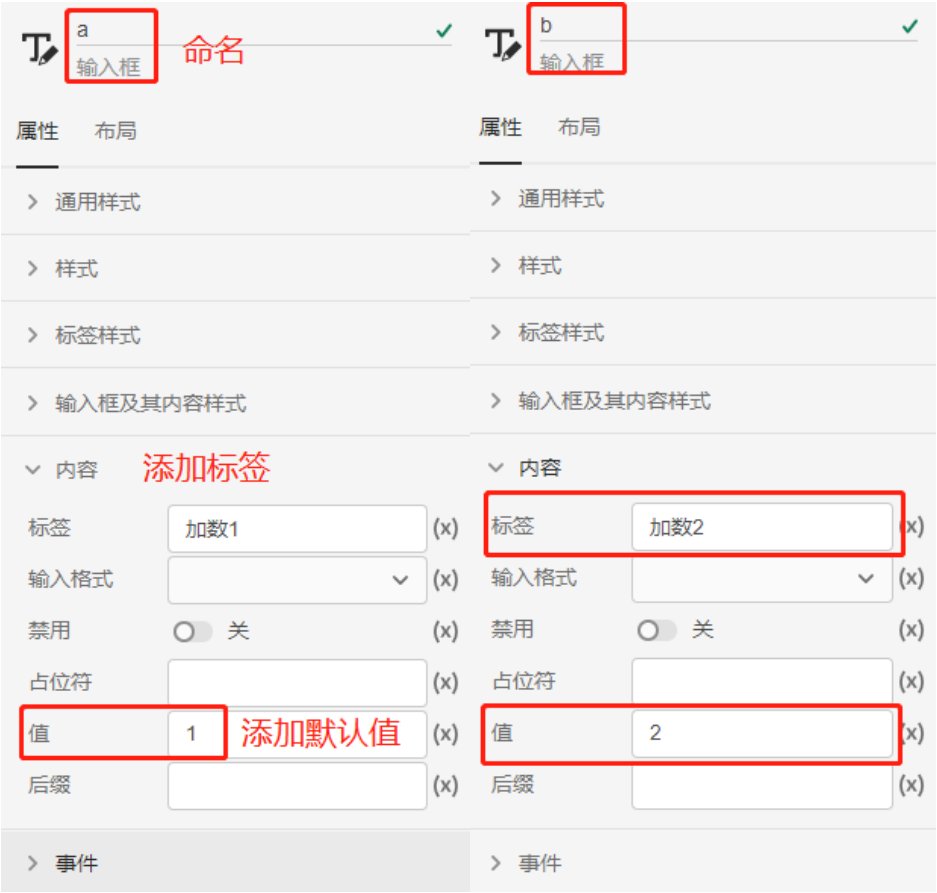 a
输入框
命名
属性 布局
通用样式
样式
标签样式
输入框及其内容样式
内容
添加标签
标签 加数1 (x)
输入格式 (x)
禁用 关 (x)
占位符 (x)
值 1 添加默认值 (x)
后缀 (x)
事件
b
输入框
属性 布局
通用样式
样式
标签样式
输入框及其内容样式
内容
标签 加数2 (x)
输入格式 (x)
禁用 关 (x)
占位符 (x)
值 2 (x)
后缀 (x)
事件